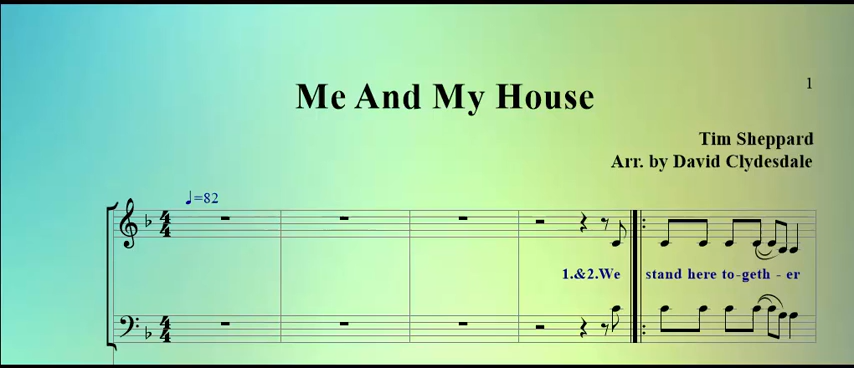 1
Me And My House
Tim Sheppard
Arr. by David Clydesdale
♩=82
1.&2.We stand here to-geth - er